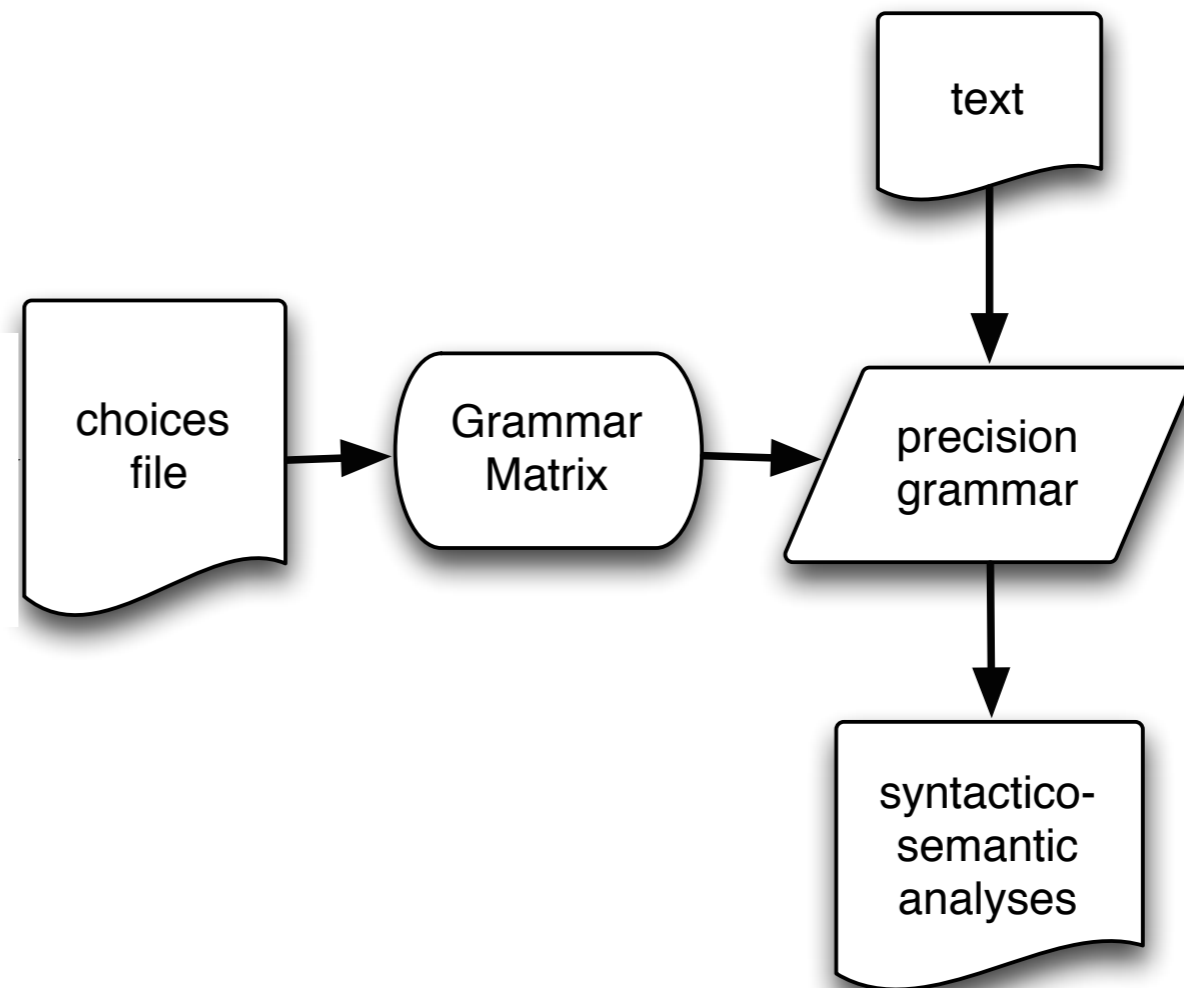 text
choices
file
Grammar
Matrix
precision
grammar
syntactico-
semantic
analyses